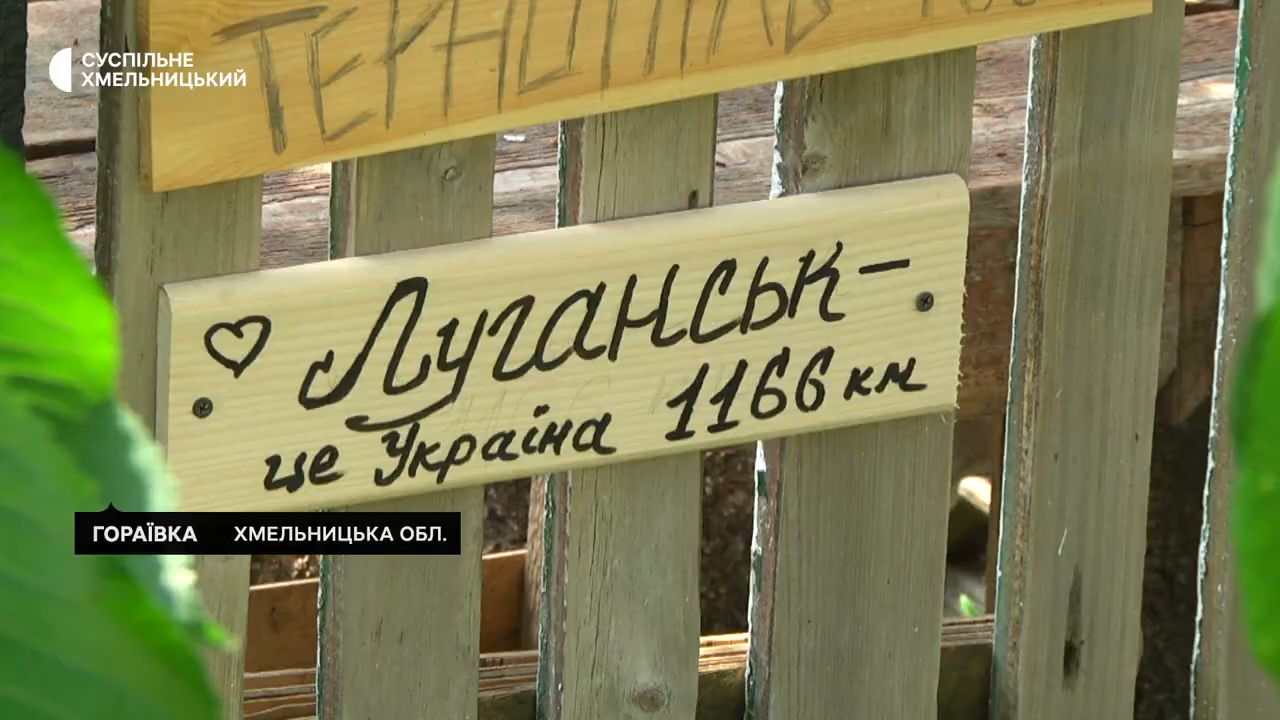 СУСПІЛЬНЕ
ХМЕЛЬНИЦЬКИЙ
Луганськ –
це Україна 1166 км
ГОРАЇВКА ХМЕЛЬНИЦЬКА ОБЛ.